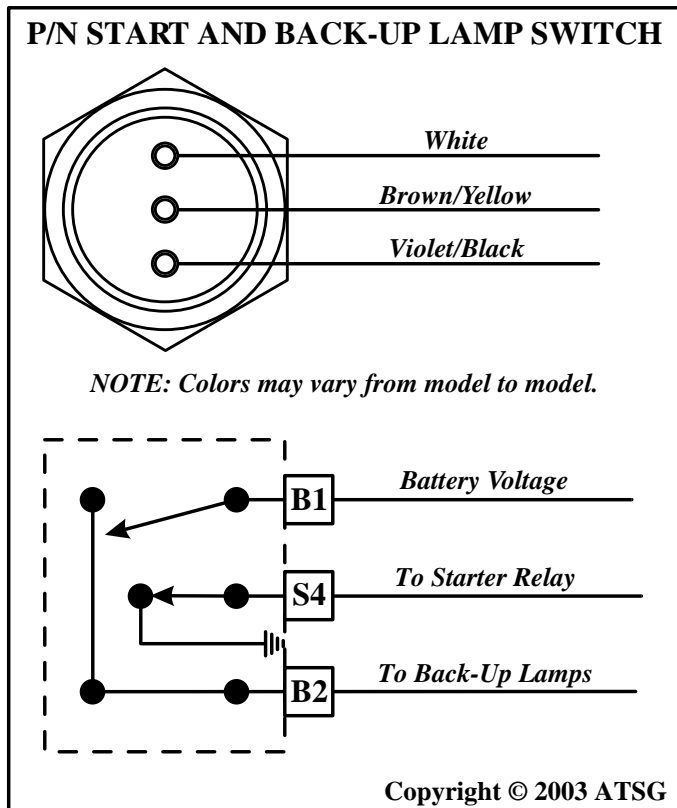 P/N START AND BACK-UP LAMP SWITCH
White
Brown/Yellow
Violet/Black
NOTE: Colors may vary from model to model.
B1 Battery Voltage
S4 To Starter Relay
B2 To Back-Up Lamps
Copyright © 2003 ATSG